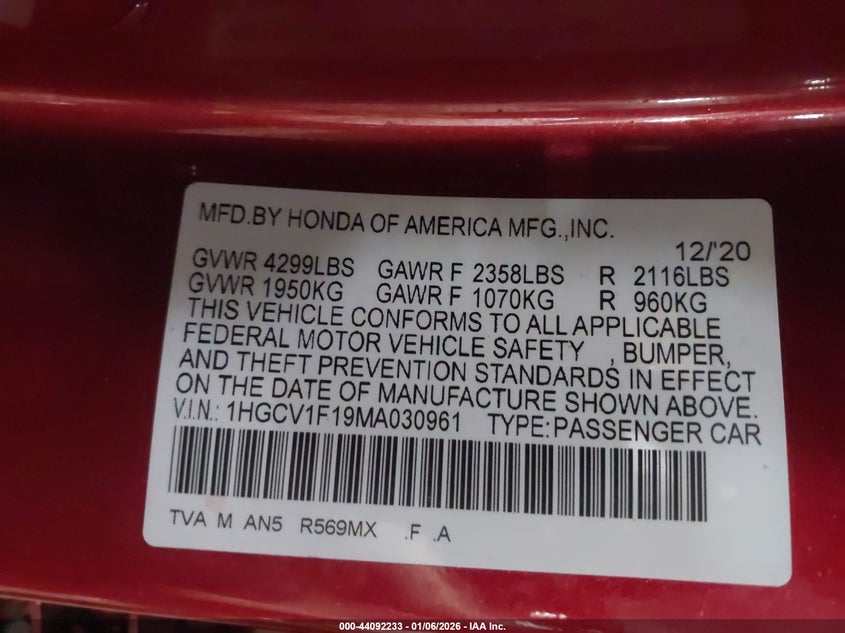 MFD.BY HONDA OF AMERICA MFG.,INC.
12/'20
GVWR 4299LBS GAWR F 2358LBS R 2116LBS
GVWR 1950KG GAWR F 1070KG R 960KG
THIS VEHICLE CONFORMS TO ALL APPLICABLE
FEDERAL MOTOR VEHICLE SAFETY , BUMPER,
AND THEFT PREVENTION STANDARDS IN EFFECT
ON THE DATE OF MANUFACTURE SHOWN ABOVE.
V.I.N.: 1HGCV1F19MA030961 TYPE:PASSENGER CAR
TVA M AN5 R569MX .F .A
000-44092233 - 01/06/2026 - IAA Inc.